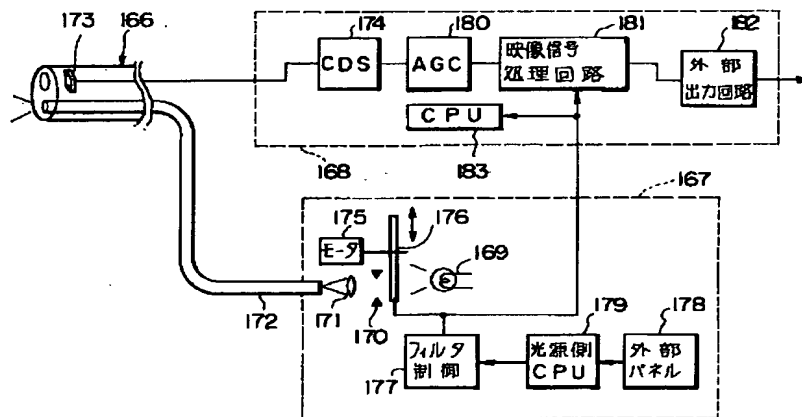 173
166
174
180
181
182
CDS
AGC
映像信号
処理回路
外部
出力回路
CPU
183
168
167
175
176
モータ
169
172
171
170
179
178
フィルタ
制御
177
光源側
CPU
外部
パネル